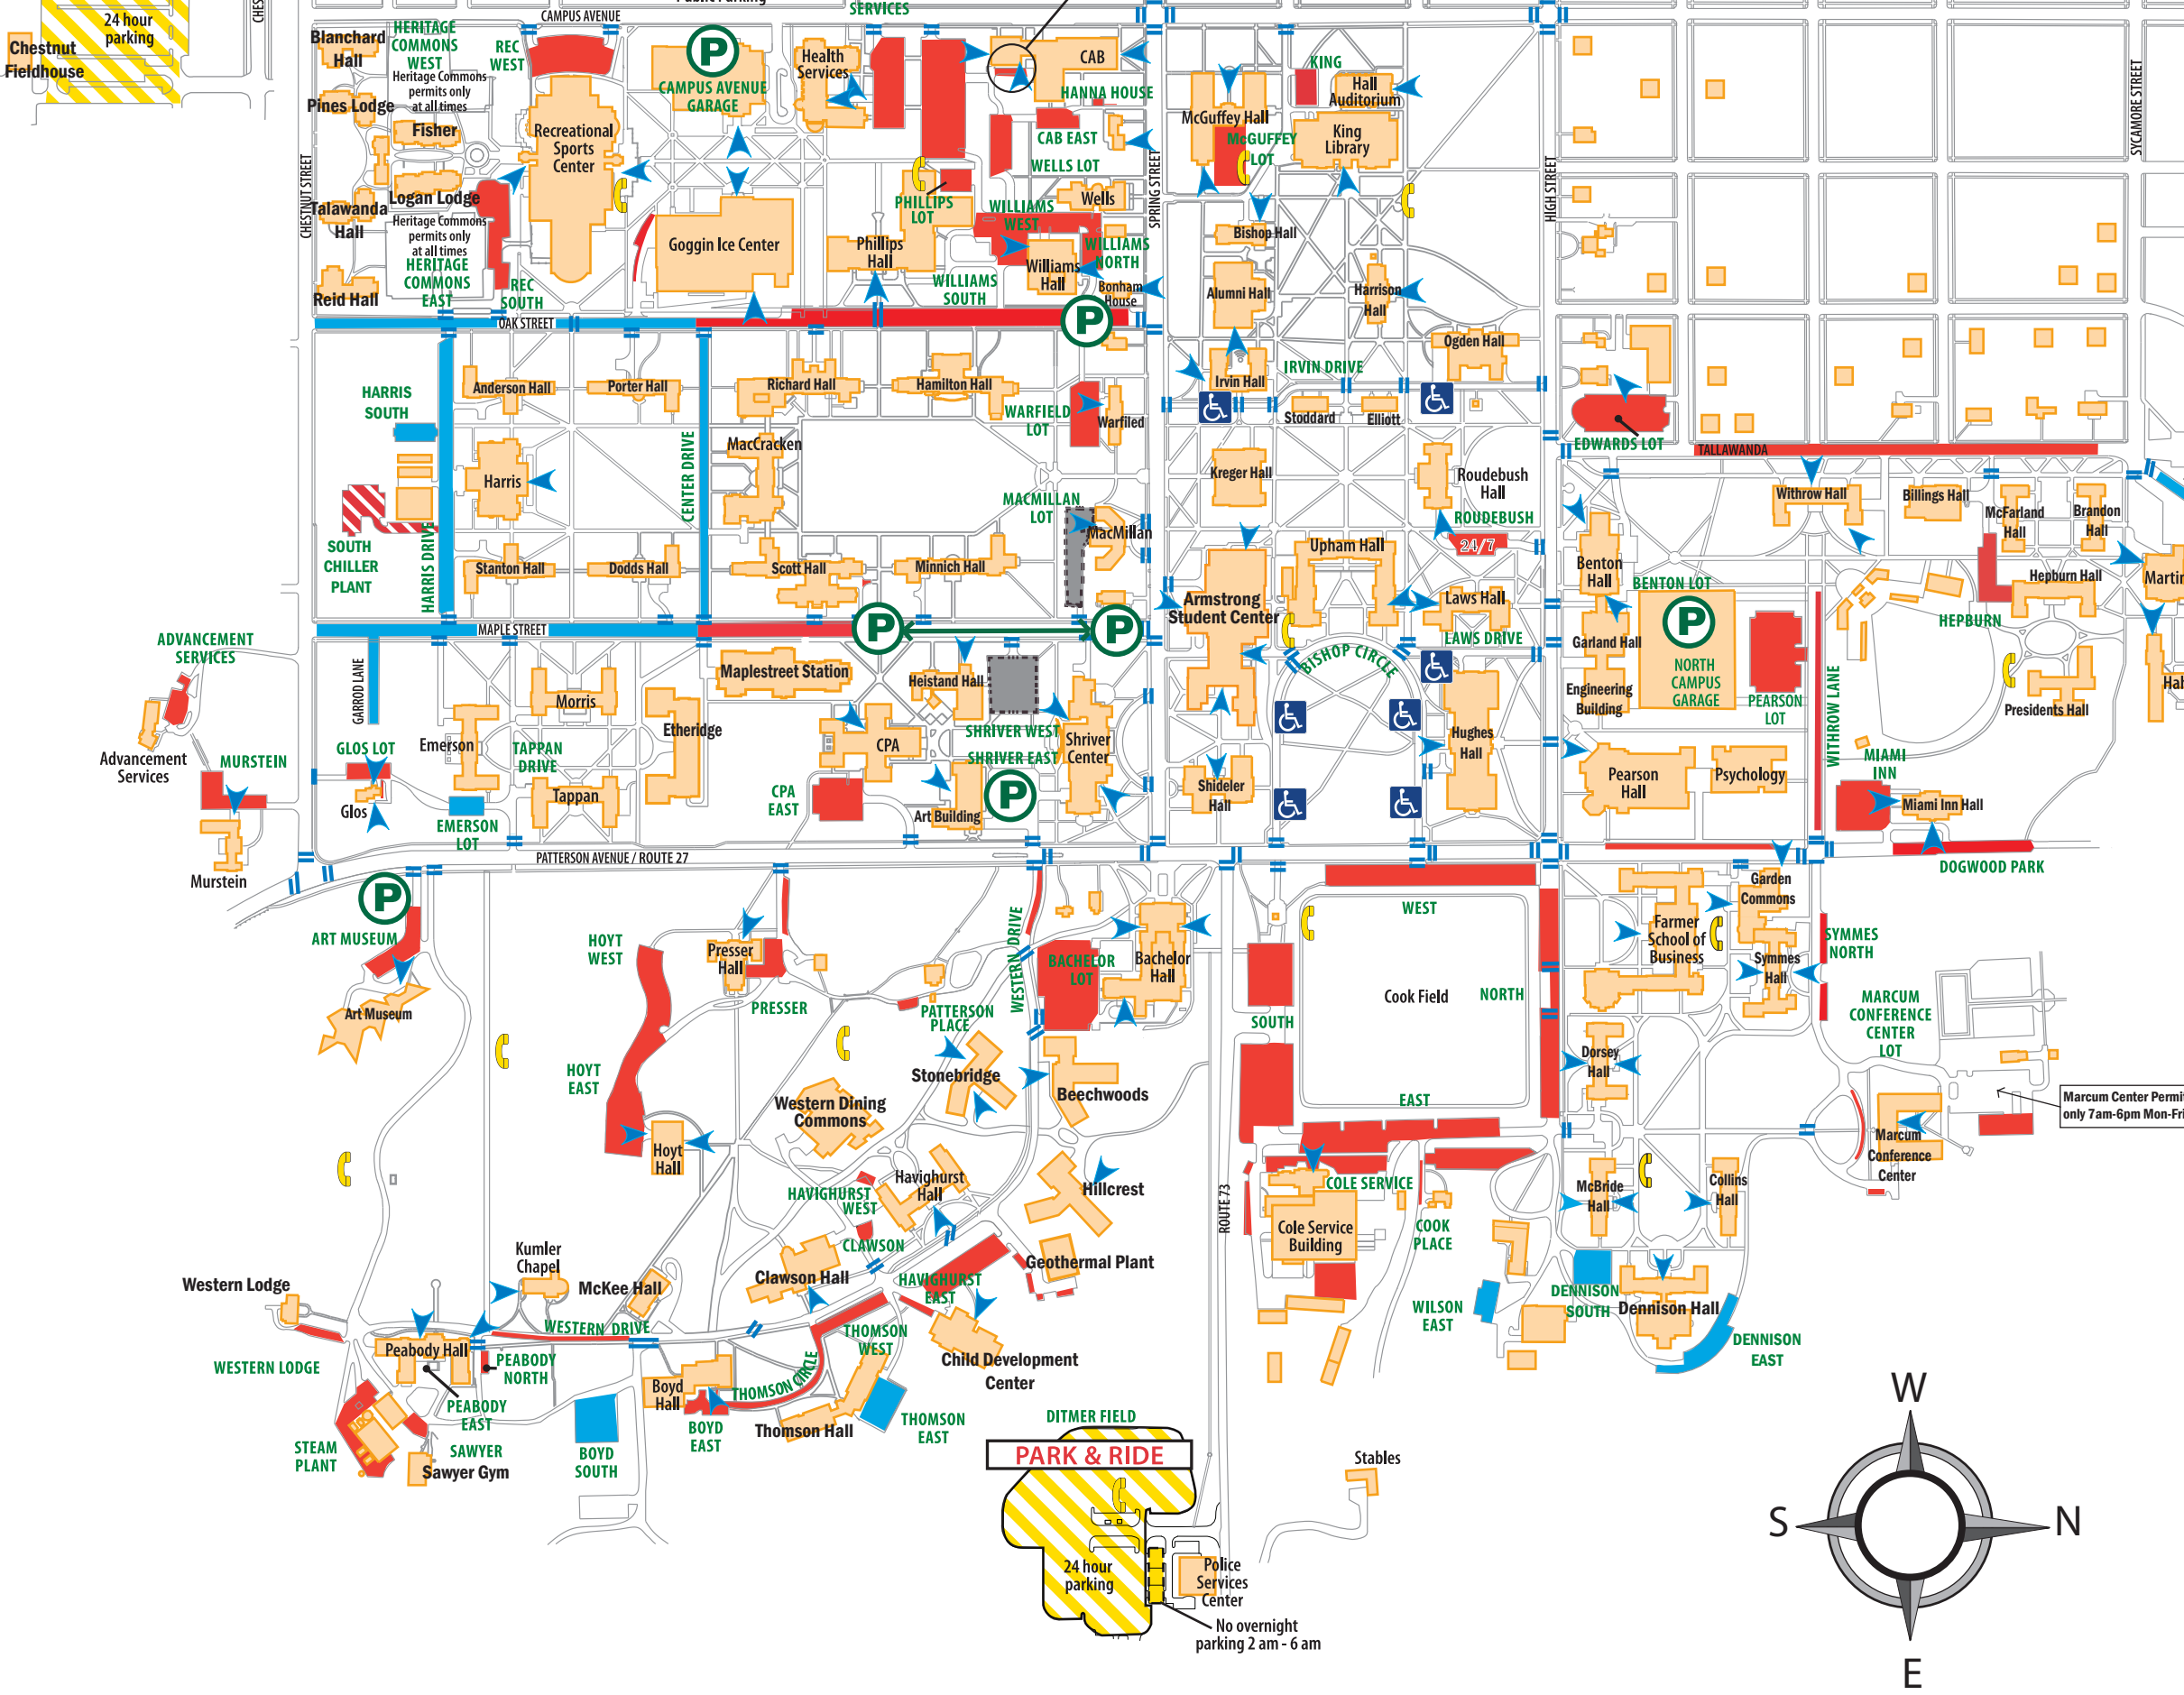 24 hour
parking
Chestnut
Fieldhouse
CHES
CAMPUS AVENUE
SERVICES
Blanchard
Hall
HERITAGE
COMMONS
WEST
Heritage Commons
permits only
at all times
REC
WEST
Pines Lodge
Fisher
Logan Lodge
Talawanda
Hall
Heritage Commons
permits only
at all times
HERITAGE
COMMONS
EAST
Reid Hall
CHESTNUT STREET
Recreational
Sports
Center
REC
SOUTH
P
CAMPUS AVENUE
GARAGE
Health
Services
Goggin Ice Center
Phillips
Hall
PHILLIPS
LOT
CAB
HANNA HOUSE
CAB EAST
WELLS LOT
Wells
WILLIAMS
WEST
WILLIAMS
NORTH
Williams
Hall
WILLIAMS
SOUTH
Bonham
House
P
SPRING STREET
McGuffey Hall
McGUFFEY
LOT
KING
Hall
Auditorium
King
Library
Bishop Hall
Alumni Hall
Harrison
Hall
Ogden Hall
IRVIN DRIVE
Irvin Hall
Stoddard
Elliott
HIGH STREET
SYCAMORE STREET
OAK STREET
HARRIS
SOUTH
Anderson Hall
Porter Hall
Richard Hall
Hamilton Hall
WARFIELD
LOT
Warfiled
MacCracken
Harris
CENTER DRIVE
HARRIS DRIVE
SOUTH
CHILLER
PLANT
MACMILLAN
LOT
MacMillan
Stanton Hall
Dodds Hall
Scott Hall
Minnich Hall
Kreger Hall
Roudebush
Hall
ROUDEBUSH
24/7
Upham Hall
Armstrong
Student Center
Laws Hall
LAWS DRIVE
BISHOP CIRCLE
EDWARDS LOT
TALLAWANDA
Withrow Hall
Billings Hall
McFarland
Hall
Brandon
Hall
Benton
Hall
BENTON LOT
P
NORTH
CAMPUS
GARAGE
Garland Hall
Engineering
Building
PEARSON
LOT
Hepburn Hall
HEPBURN
Martin
Presidents Hall
Hah
WITHROW LANE
MAPLE STREET
P
P
ADVANCEMENT
SERVICES
Advancement
Services
GARROD LANE
Maplestreet Station
Heistand Hall
Morris
Etheridge
Emerson
TAPPAN
DRIVE
Tappan
CPA
CPA
EAST
SHRIVER WEST
SHRIVER EAST
P
Shriver
Center
Art Building
MURSTEIN
Murstein
GLOS LOT
Glos
EMERSON
LOT
Shideler
Hall
Hughes
Hall
Pearson
Hall
Psychology
MIAMI
INN
Miami Inn Hall
DOGWOOD PARK
PATTERSON AVENUE / ROUTE 27
P
ART MUSEUM
Art Museum
HOYT
WEST
Presser
Hall
PRESSER
HOYT
EAST
Hoyt
Hall
WESTERN DRIVE
PATTERSON
PLACE
BACHELOR
LOT
Bachelor
Hall
Stonebridge
Beechwoods
Western Dining
Commons
HAVIGHURST
WEST
Havighurst
Hall
Hillcrest
CLAWSON
Clawson Hall
HAVIGHURST
EAST
Geothermal Plant
WEST
Cook Field
NORTH
SOUTH
EAST
Farmer
School of
Business
Garden
Commons
Symmes
Hall
SYMMES
NORTH
Dorsey
Hall
MARCUM
CONFERENCE
CENTER
LOT
Marcum Center Permi
only 7am-6pm Mon-Fri
Marcum
Conference
Center
McBride
Hall
Collins
Hall
COLE SERVICE
Cole Service
Building
ROUTE 73
COOK
PLACE
WILSON
EAST
DENNISON
SOUTH
Dennison Hall
DENNISON
EAST
Kumler
Chapel
McKee Hall
Western Lodge
WESTERN LODGE
WESTERN DRIVE
Peabody Hall
PEABODY
NORTH
PEABODY
EAST
STEAM
PLANT
SAWYER
Sawyer Gym
BOYD
SOUTH
Boyd
Hall
BOYD
EAST
THOMSON CIRCLE
THOMSON
WEST
Thomson Hall
THOMSON
EAST
Child Development
Center
DITMER FIELD
PARK & RIDE
24 hour
parking
Police
Services
Center
No overnight
parking 2 am - 6 am
Stables
W
S
N
E